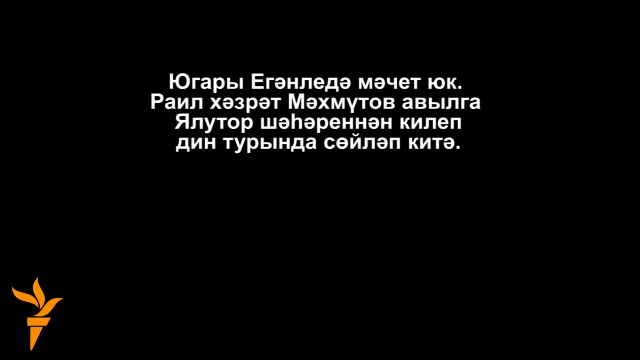 Югары Егәнледә мәчет юк.
Раил хәзрәт Мәхмүтов авылга
Ялутор шәһәреннән килеп
дин турында сөйләп китә.